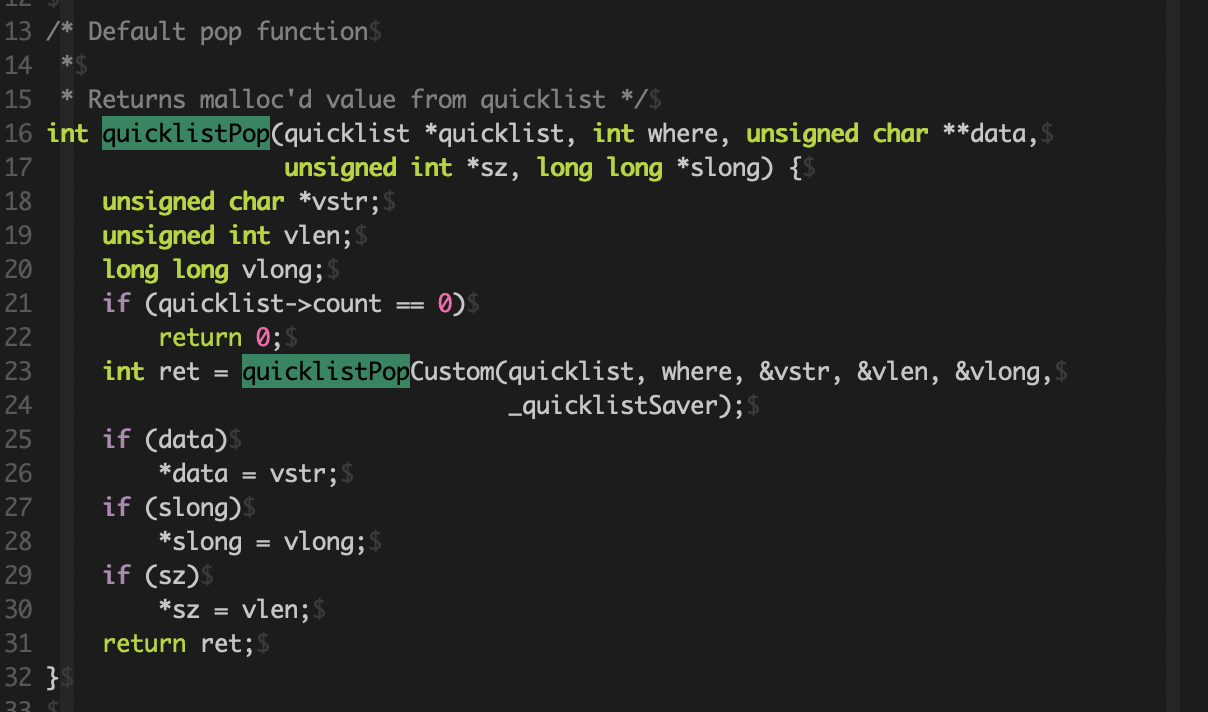 12 $
13 /* Default pop function$
14  *$
15  * Returns malloc'd value from quicklist */$
16 int quicklistPop(quicklist *quicklist, int where, unsigned char **data,$
17                  unsigned int *sz, long long *slong) {$
18     unsigned char *vstr;$
19     unsigned int vlen;$
20     long long vlong;$
21     if (quicklist->count == 0)$
22         return 0;$
23     int ret = quicklistPopCustom(quicklist, where, &vstr, &vlen, &vlong,$
24                                  _quicklistSaver);$
25     if (data)$
26         *data = vstr;$
27     if (slong)$
28         *slong = vlong;$
29     if (sz)$
30         *sz = vlen;$
31     return ret;$
32 }$
33 $